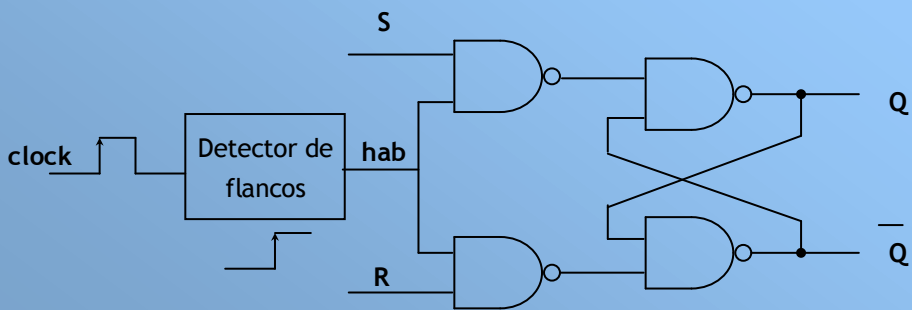 S
clock
Detector de
flancos
hab
Q
R
Q̅